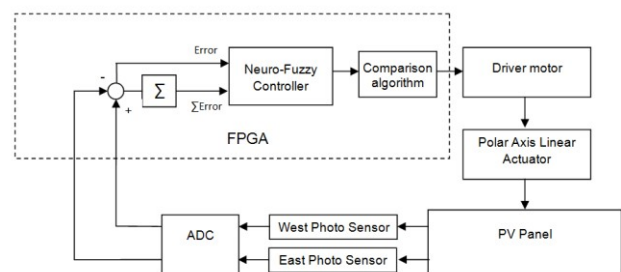 Error
-
Neuro-Fuzzy
Controller
Comparison
algorithm
Driver motor
Σ
+
∑Error
FPGA
Polar Axis Linear
Actuator
West Photo Sensor
ADC
PV Panel
East Photo Sensor